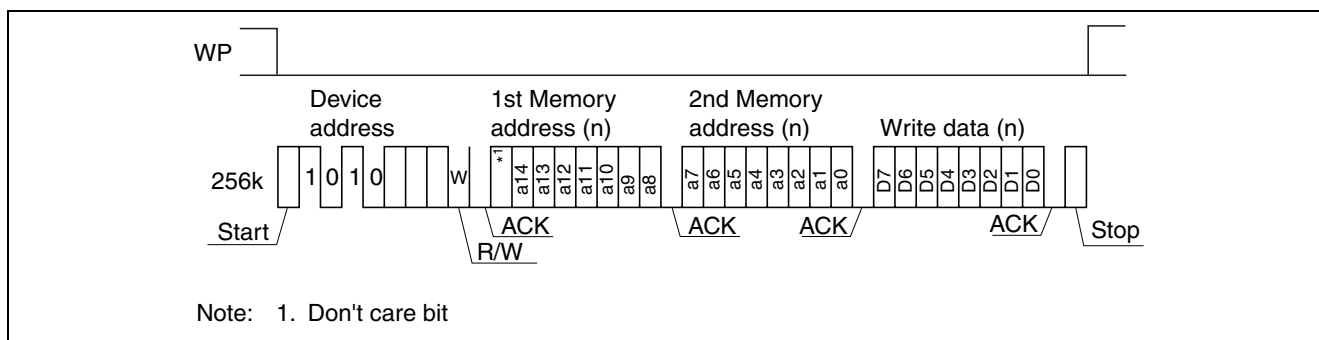 WP
Device address
1st Memory address (n)
2nd Memory address (n)
Write data (n)
256k
1 0 1 0
W
*1 a14 a13 a12 a11 a10 a9 a8
a7 a6 a5 a4 a3 a2 a1 a0
D7 D6 D5 D4 D3 D2 D1 D0
Start
R/W
ACK
ACK
ACK
ACK
Stop
Note: 1. Don't care bit